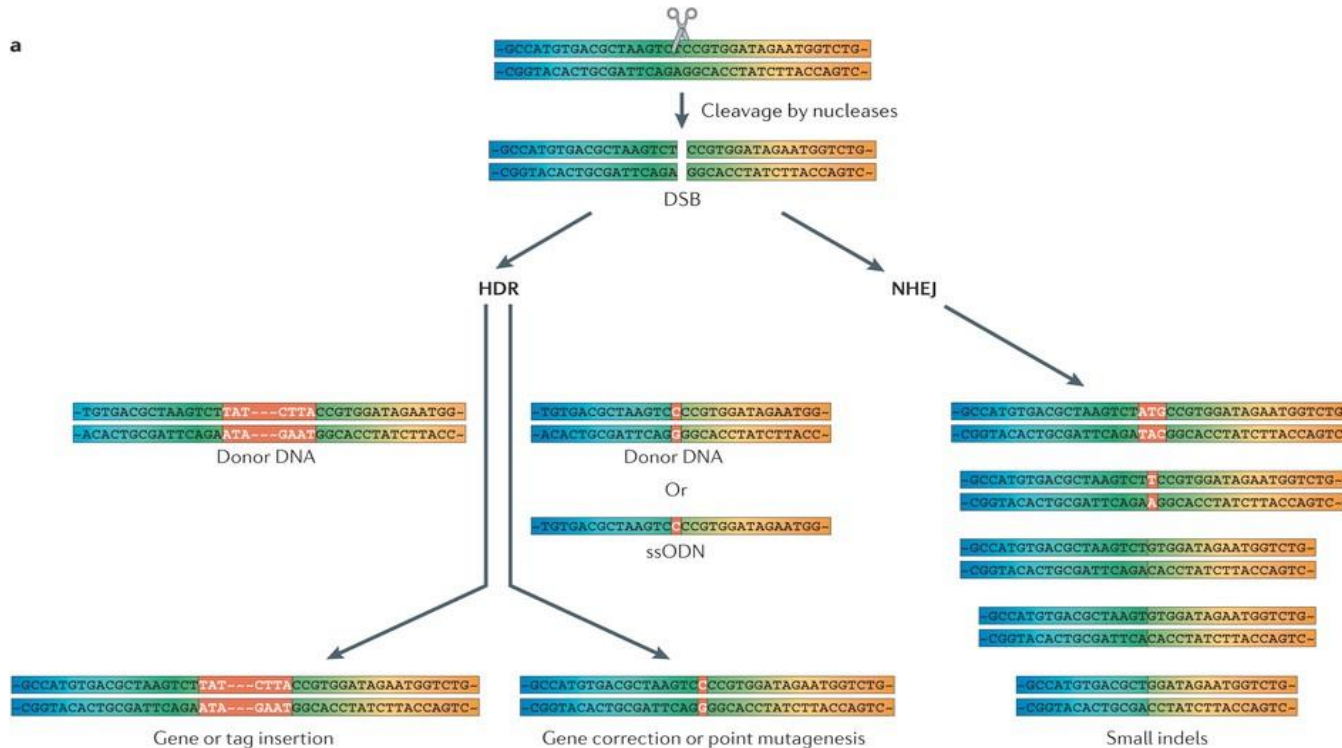 a
~GCCATGTGACGCTAAGTCTCCGTGGATAGAATGGTCTG~
~CGGTACACTGCGATTCAGAGGCACCTATCTTACCAGTC~
Cleavage by nucleases
~GCCATGTGACGCTAAGTCT CCGTGGATAGAATGGTCTG~
~CGGTACACTGCGATTCAGA GGCACCTATCTTACCAGTC~
DSB
HDR
NHEJ
~TGTGACGCTAAGTCTTAT---CTTACCGTGGATAGAATGG~
~ACACTGCGATTCAGAATA---GAATGGCACCTATCTTACC~
Donor DNA
~TGTGACGCTAAGTCCCCGTGGATAGAATGG~
~ACACTGCGATTCAGGGGCACCTATCTTACC~
Donor DNA
Or
~TGTGACGCTAAGTCCCCGTGGATAGAATGG~
ssODN
~GCCATGTGACGCTAAGTCTATGCCGTGGATAGAATGGTCTG
~CGGTACACTGCGATTCAGATACGGCACCTATCTTACCAGTC
~GCCATGTGACGCTAAGTCTTCCGTGGATAGAATGGTCTG~
~CGGTACACTGCGATTCAGAAGGCACCTATCTTACCAGTC~
~GCCATGTGACGCTAAGTCTGTGGATAGAATGGTCTG~
~CGGTACACTGCGATTCAGACACCTATCTTACCAGTC~
~GCCATGTGACGCTAAGTGTGGATAGAATGGTCTG~
~CGGTACACTGCGATTCACACCTATCTTACCAGTC~
~GCCATGTGACGCTGGATAGAATGGTCTG~
~CGGTACACTGCGACCTATCTTACCAGTC~
Small indels
~GCCATGTGACGCTAAGTCTTAT---CTTACCGTGGATAGAATGGTCTG~
~CGGTACACTGCGATTCAGAATA---GAATGGCACCTATCTTACCAGTC~
Gene or tag insertion
~GCCATGTGACGCTAAGTCCCCGTGGATAGAATGGTCTG~
~CGGTACACTGCGATTCAGGGGCACCTATCTTACCAGTC~
Gene correction or point mutagenesis